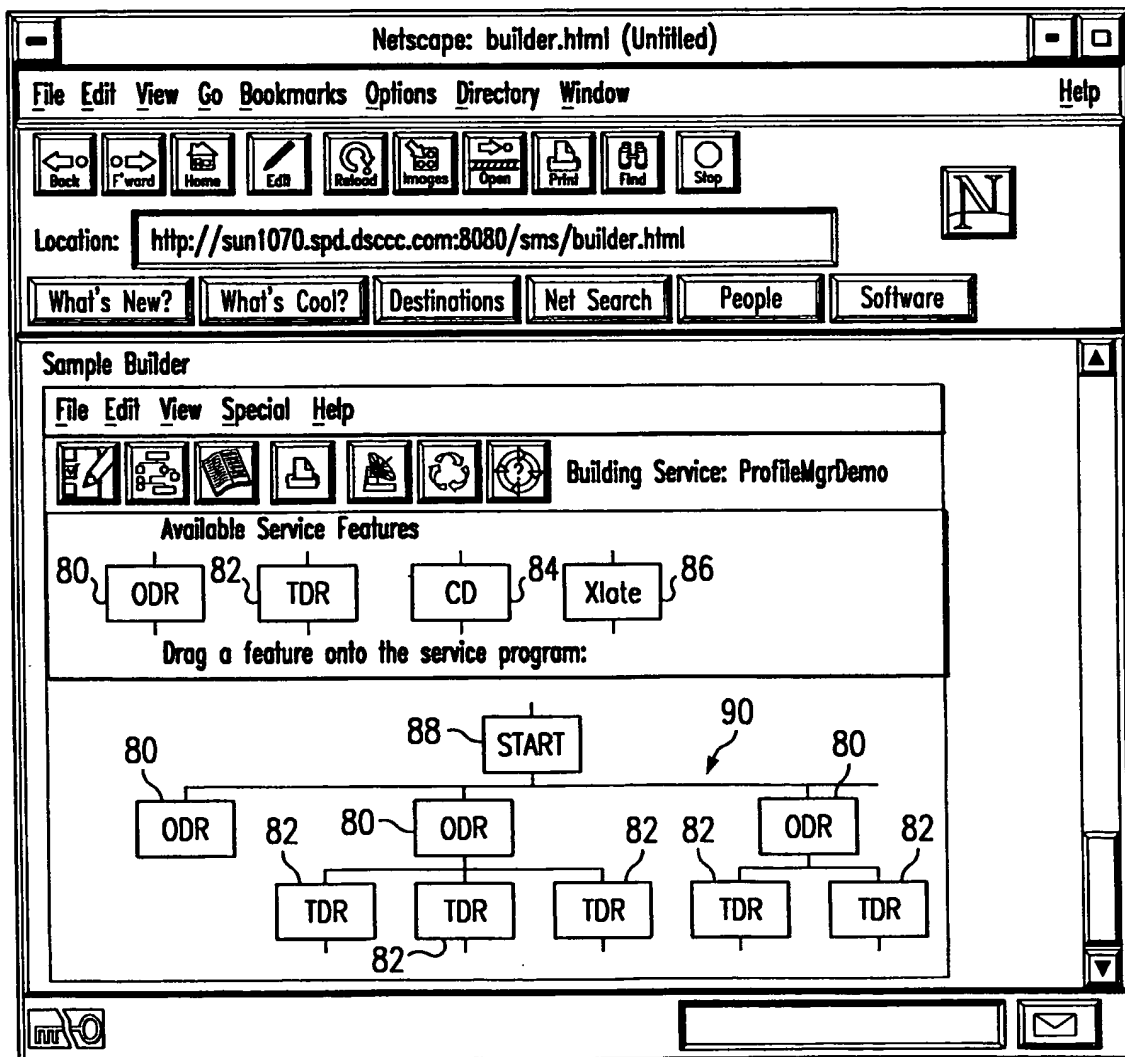 Netscape: builder.html (Untitled)
File Edit View Go Bookmarks Options Directory Window Help
Back F'ward Home Edit Reload Images Open Print Find Stop
N
Location: http://sun1070.spd.dsccc.com:8080/sms/builder.html
What's New? What's Cool? Destinations Net Search People Software
Sample Builder
File Edit View Special Help
? Building Service: ProfileMgrDemo
Available Service Features
80 ODR 82 TDR CD 84 Xlate 86
Drag a feature onto the service program:
88 START 90
80 80
ODR 80 ODR ODR
82 82 82 82
TDR TDR TDR TDR TDR
82